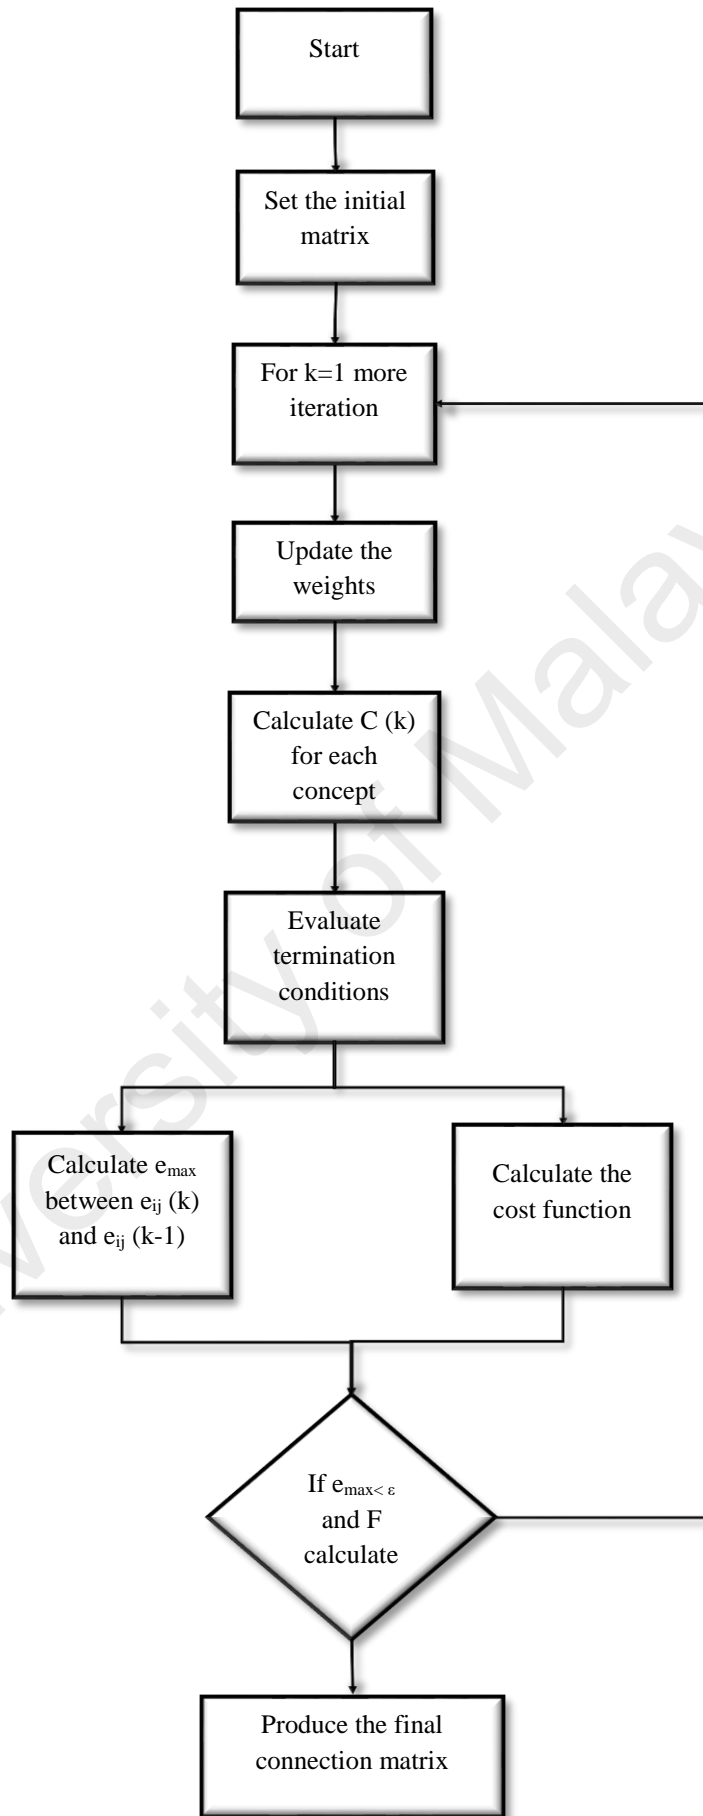 Start
Set the initial
matrix
For k=1 more
iteration
Update the
weights
Calculate C (k)
for each
concept
Evaluate
termination
conditions
Calculate emax
between eij (k)
and eij (k-1)
Calculate the
cost function
If emax< ε
and F
calculate
Produce the final
connection matrix